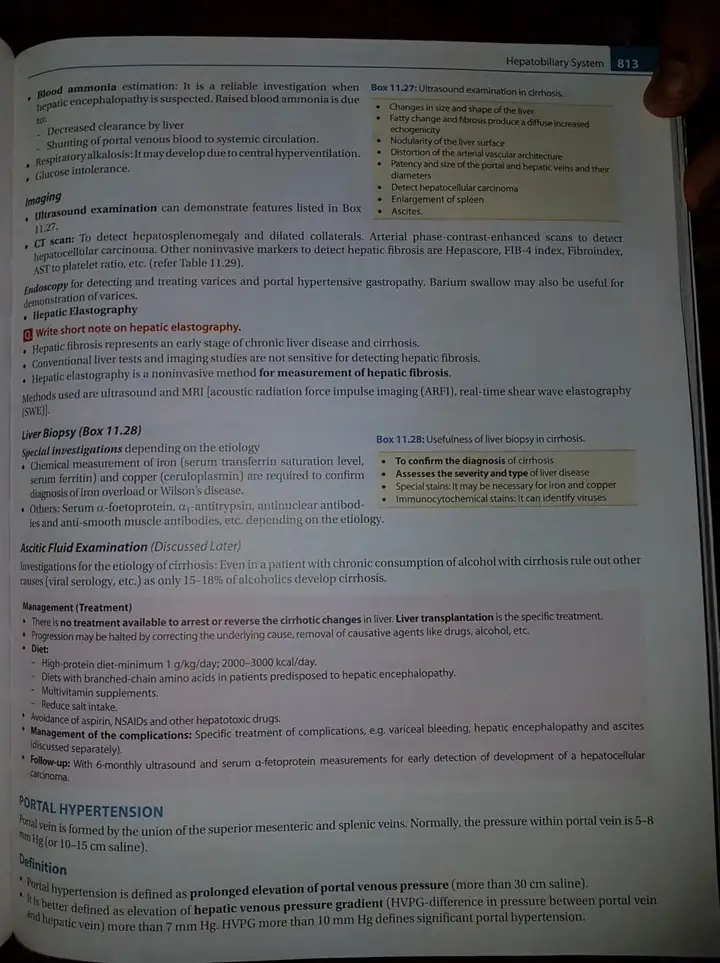 Hepatobiliary System 813
• Blood ammonia estimation: It is a reliable investigation when
hepatic encephalopathy is suspected. Raised blood ammonia is due
to:
- Decreased clearance by liver
- Shunting of portal venous blood to systemic circulation.
• Respiratory alkalosis: It may develop due to central hyperventilation.
• Glucose intolerance.
Imaging
• Ultrasound examination can demonstrate features listed in Box
11.27.
Box 11.27: Ultrasound examination in cirrhosis.
• Changes in size and shape of the liver
• Fatty change and fibrosis produce a diffuse increased
echogenicity
• Nodularity of the liver surface
• Distortion of the arterial vascular architecture
• Patency and size of the portal and hepatic veins and their
diameters
• Detect hepatocellular carcinoma
• Enlargement of spleen
• Ascites.
• CT scan: To detect hepatosplenomegaly and dilated collaterals. Arterial phase-contrast-enhanced scans to detect
hepatocellular carcinoma. Other noninvasive markers to detect hepatic fibrosis are Hepascore, FIB-4 index, Fibroindex,
AST to platelet ratio, etc. (refer Table 11.29).
Endoscopy for detecting and treating varices and portal hypertensive gastropathy. Barium swallow may also be useful for
demonstration of varices.
• Hepatic Elastography
Q Write short note on hepatic elastography.
• Hepatic fibrosis represents an early stage of chronic liver disease and cirrhosis.
• Conventional liver tests and imaging studies are not sensitive for detecting hepatic fibrosis.
• Hepatic elastography is a noninvasive method for measurement of hepatic fibrosis.
Methods used are ultrasound and MRI [acoustic radiation force impulse imaging (ARFI), real-time shear wave elastography
(SWE)].
Liver Biopsy (Box 11.28)
Special investigations depending on the etiology
• Chemical measurement of iron (serum transferrin saturation level,
serum ferritin) and copper (ceruloplasmin) are required to confirm
diagnosis of iron overload or Wilson's disease.
• Others: Serum α-foetoprotein, α₁-antitrypsin, antinuclear antibod-
ies and anti-smooth muscle antibodies, etc. depending on the etiology.
Box 11.28: Usefulness of liver biopsy in cirrhosis.
• To confirm the diagnosis of cirrhosis
• Assesses the severity and type of liver disease
• Special stains: It may be necessary for iron and copper
• Immunocytochemical stains: It can identify viruses
Ascitic Fluid Examination (Discussed Later)
Investigations for the etiology of cirrhosis: Even in a patient with chronic consumption of alcohol with cirrhosis rule out other
causes (viral serology, etc.) as only 15–18% of alcoholics develop cirrhosis.
Management (Treatment)
• There is no treatment available to arrest or reverse the cirrhotic changes in liver. Liver transplantation is the specific treatment.
• Progression may be halted by correcting the underlying cause, removal of causative agents like drugs, alcohol, etc.
• Diet:
- High-protein diet-minimum 1 g/kg/day; 2000–3000 kcal/day.
- Diets with branched-chain amino acids in patients predisposed to hepatic encephalopathy.
- Multivitamin supplements.
- Reduce salt intake.
• Avoidance of aspirin, NSAIDs and other hepatotoxic drugs.
• Management of the complications: Specific treatment of complications, e.g. variceal bleeding, hepatic encephalopathy and ascites
(discussed separately).
• Follow-up: With 6-monthly ultrasound and serum α-fetoprotein measurements for early detection of development of a hepatocellular
carcinoma.
PORTAL HYPERTENSION
Portal vein is formed by the union of the superior mesenteric and splenic veins. Normally, the pressure within portal vein is 5–8
mm Hg (or 10–15 cm saline).
Definition
• Portal hypertension is defined as prolonged elevation of portal venous pressure (more than 30 cm saline).
• It is better defined as elevation of hepatic venous pressure gradient (HVPG-difference in pressure between portal vein
and hepatic vein) more than 7 mm Hg. HVPG more than 10 mm Hg defines significant portal hypertension.